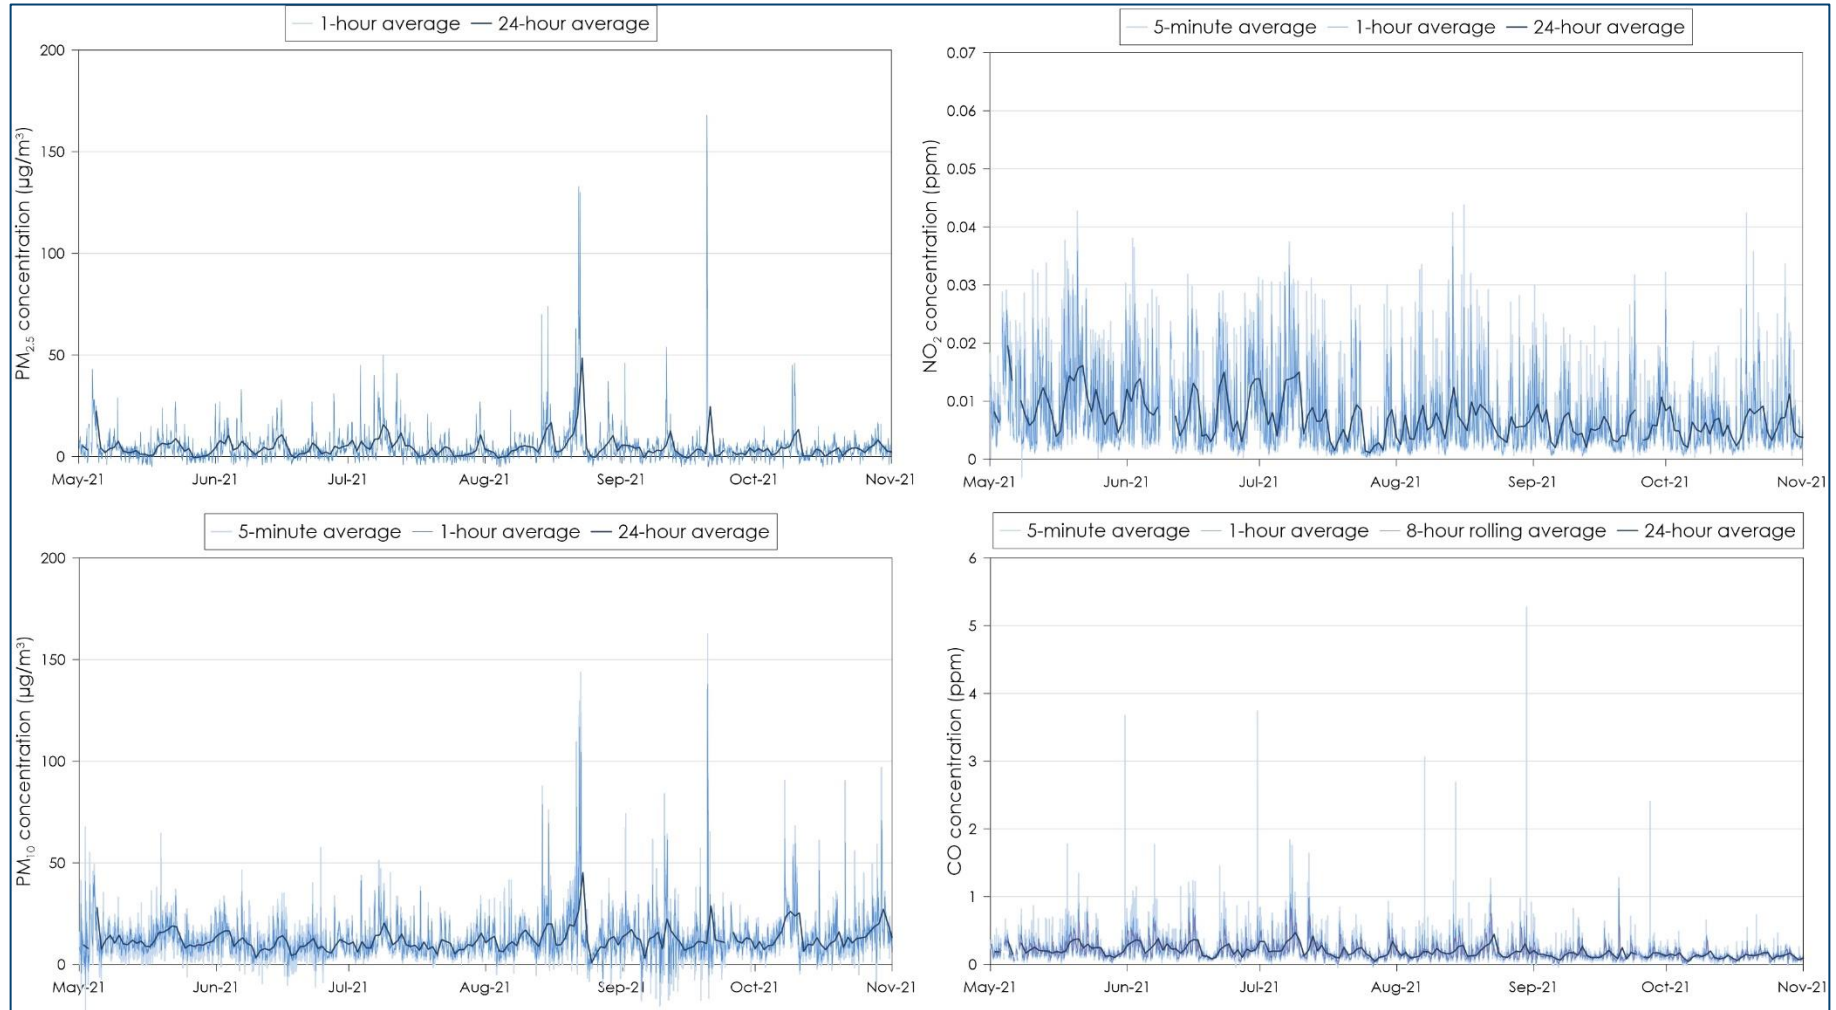 1-hour average 24-hour average
200
150
100
50
0
PM2.5 concentration (µg/m³)
May-21 Jun-21 Jul-21 Aug-21 Sep-21 Oct-21 Nov-21
5-minute average 1-hour average 24-hour average
0.07
0.06
0.05
0.04
0.03
0.02
0.01
0
NO2 concentration (ppm)
May-21 Jun-21 Jul-21 Aug-21 Sep-21 Oct-21 Nov-21
5-minute average 1-hour average 24-hour average
200
150
100
50
0
PM10 concentration (µg/m³)
May-21 Jun-21 Jul-21 Aug-21 Sep-21 Oct-21 Nov-21
5-minute average 1-hour average 8-hour rolling average 24-hour average
6
5
4
3
2
1
0
CO concentration (ppm)
May-21 Jun-21 Jul-21 Aug-21 Sep-21 Oct-21 Nov-21